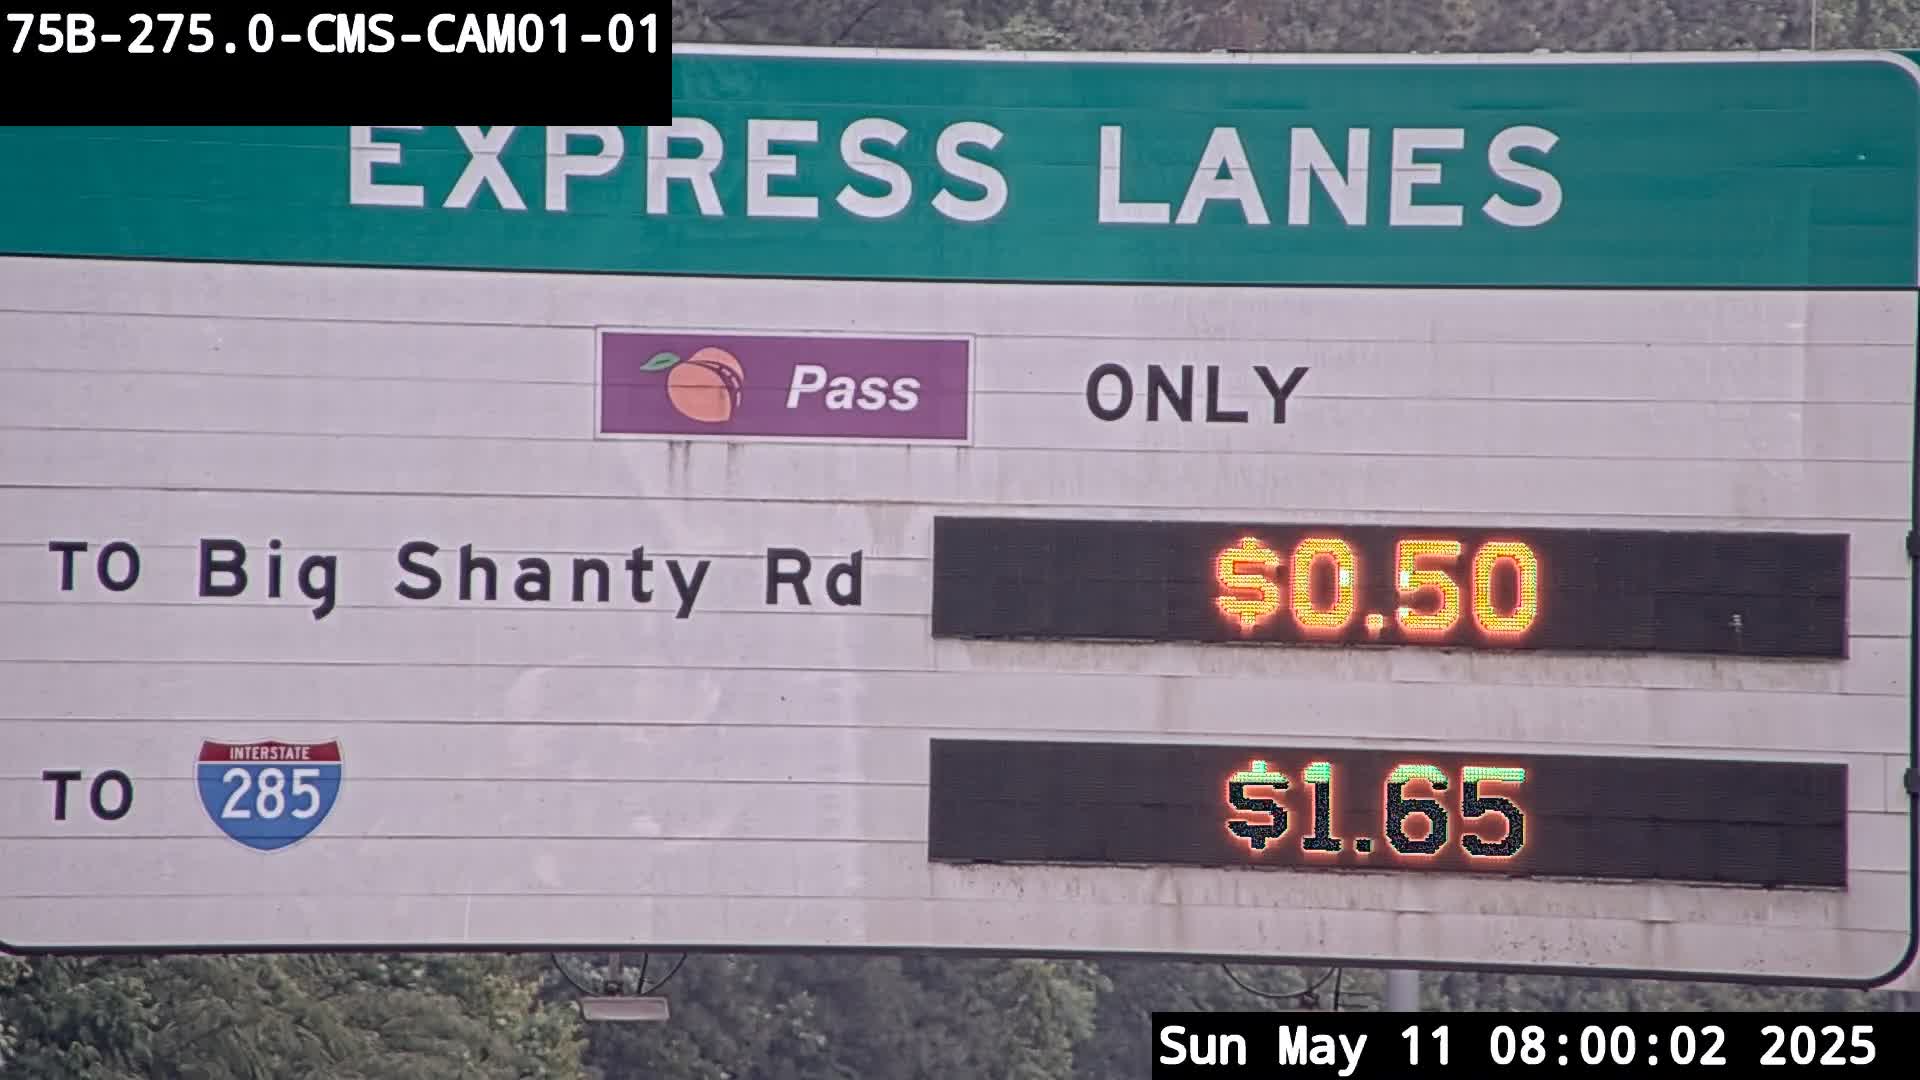 75B-275.0-CMS-CAM01-01
EXPRESS LANES
Pass ONLY
TO Big Shanty Rd $0.50
INTERSTATE
TO 285 $1.65
Sun May 11 08:00:02 2025